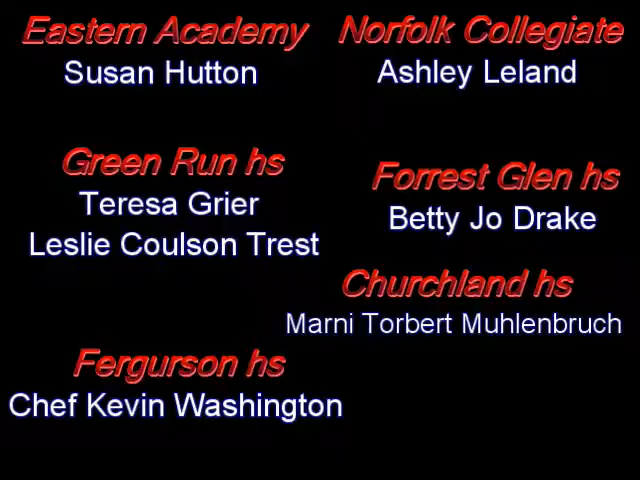 Eastern Academy
Susan Hutton
Norfolk Collegiate
Ashley Leland
Green Run hs
Teresa Grier
Leslie Coulson Trest
Forrest Glen hs
Betty Jo Drake
Churchland hs
Marni Torbert Muhlenbruch
Fergurson hs
Chef Kevin Washington